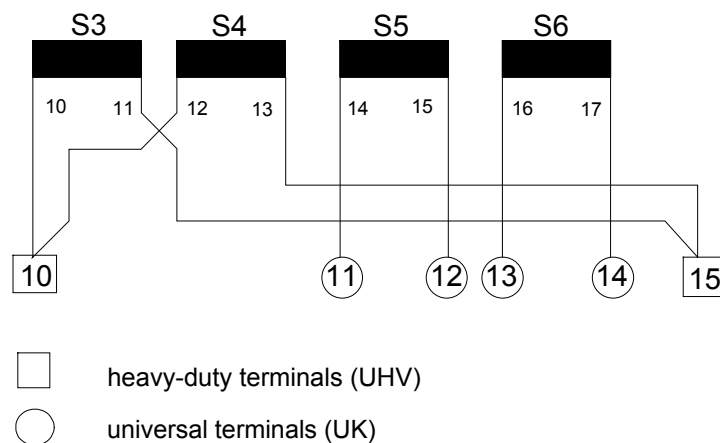 S3 S4 S5 S6
10 11 12 13 14 15 16 17
10 11 12 13 14 15
heavy-duty terminals (UHV)
universal terminals (UK)